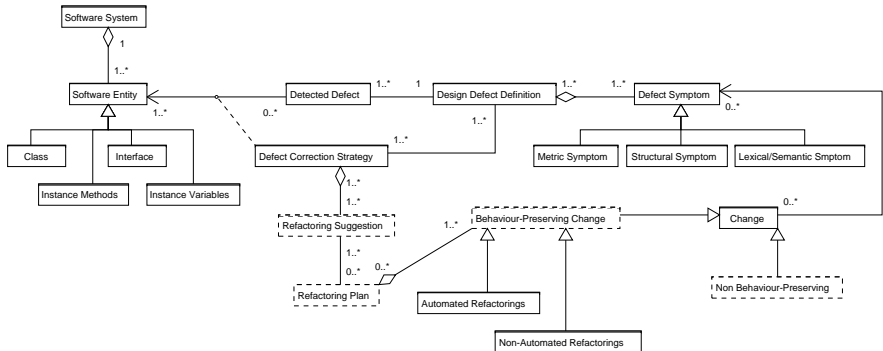 Software System
1
1..*
Software Entity
1..*
0..*
Detected Defect
1..*
1
Design Defect Definition
1..*
1..*
Defect Symptom
0..*
1..*
1..*
Class
Interface
Instance Methods
Instance Variables
Defect Correction Strategy
Metric Symptom
Structural Symptom
Lexical/Semantic Smptom
1..*
1..*
Refactoring Suggestion
1..*
0..*
Refactoring Plan
0..*
1..*
Behaviour-Preserving Change
Change
0..*
Automated Refactorings
Non-Automated Refactorings
Non Behaviour-Preserving